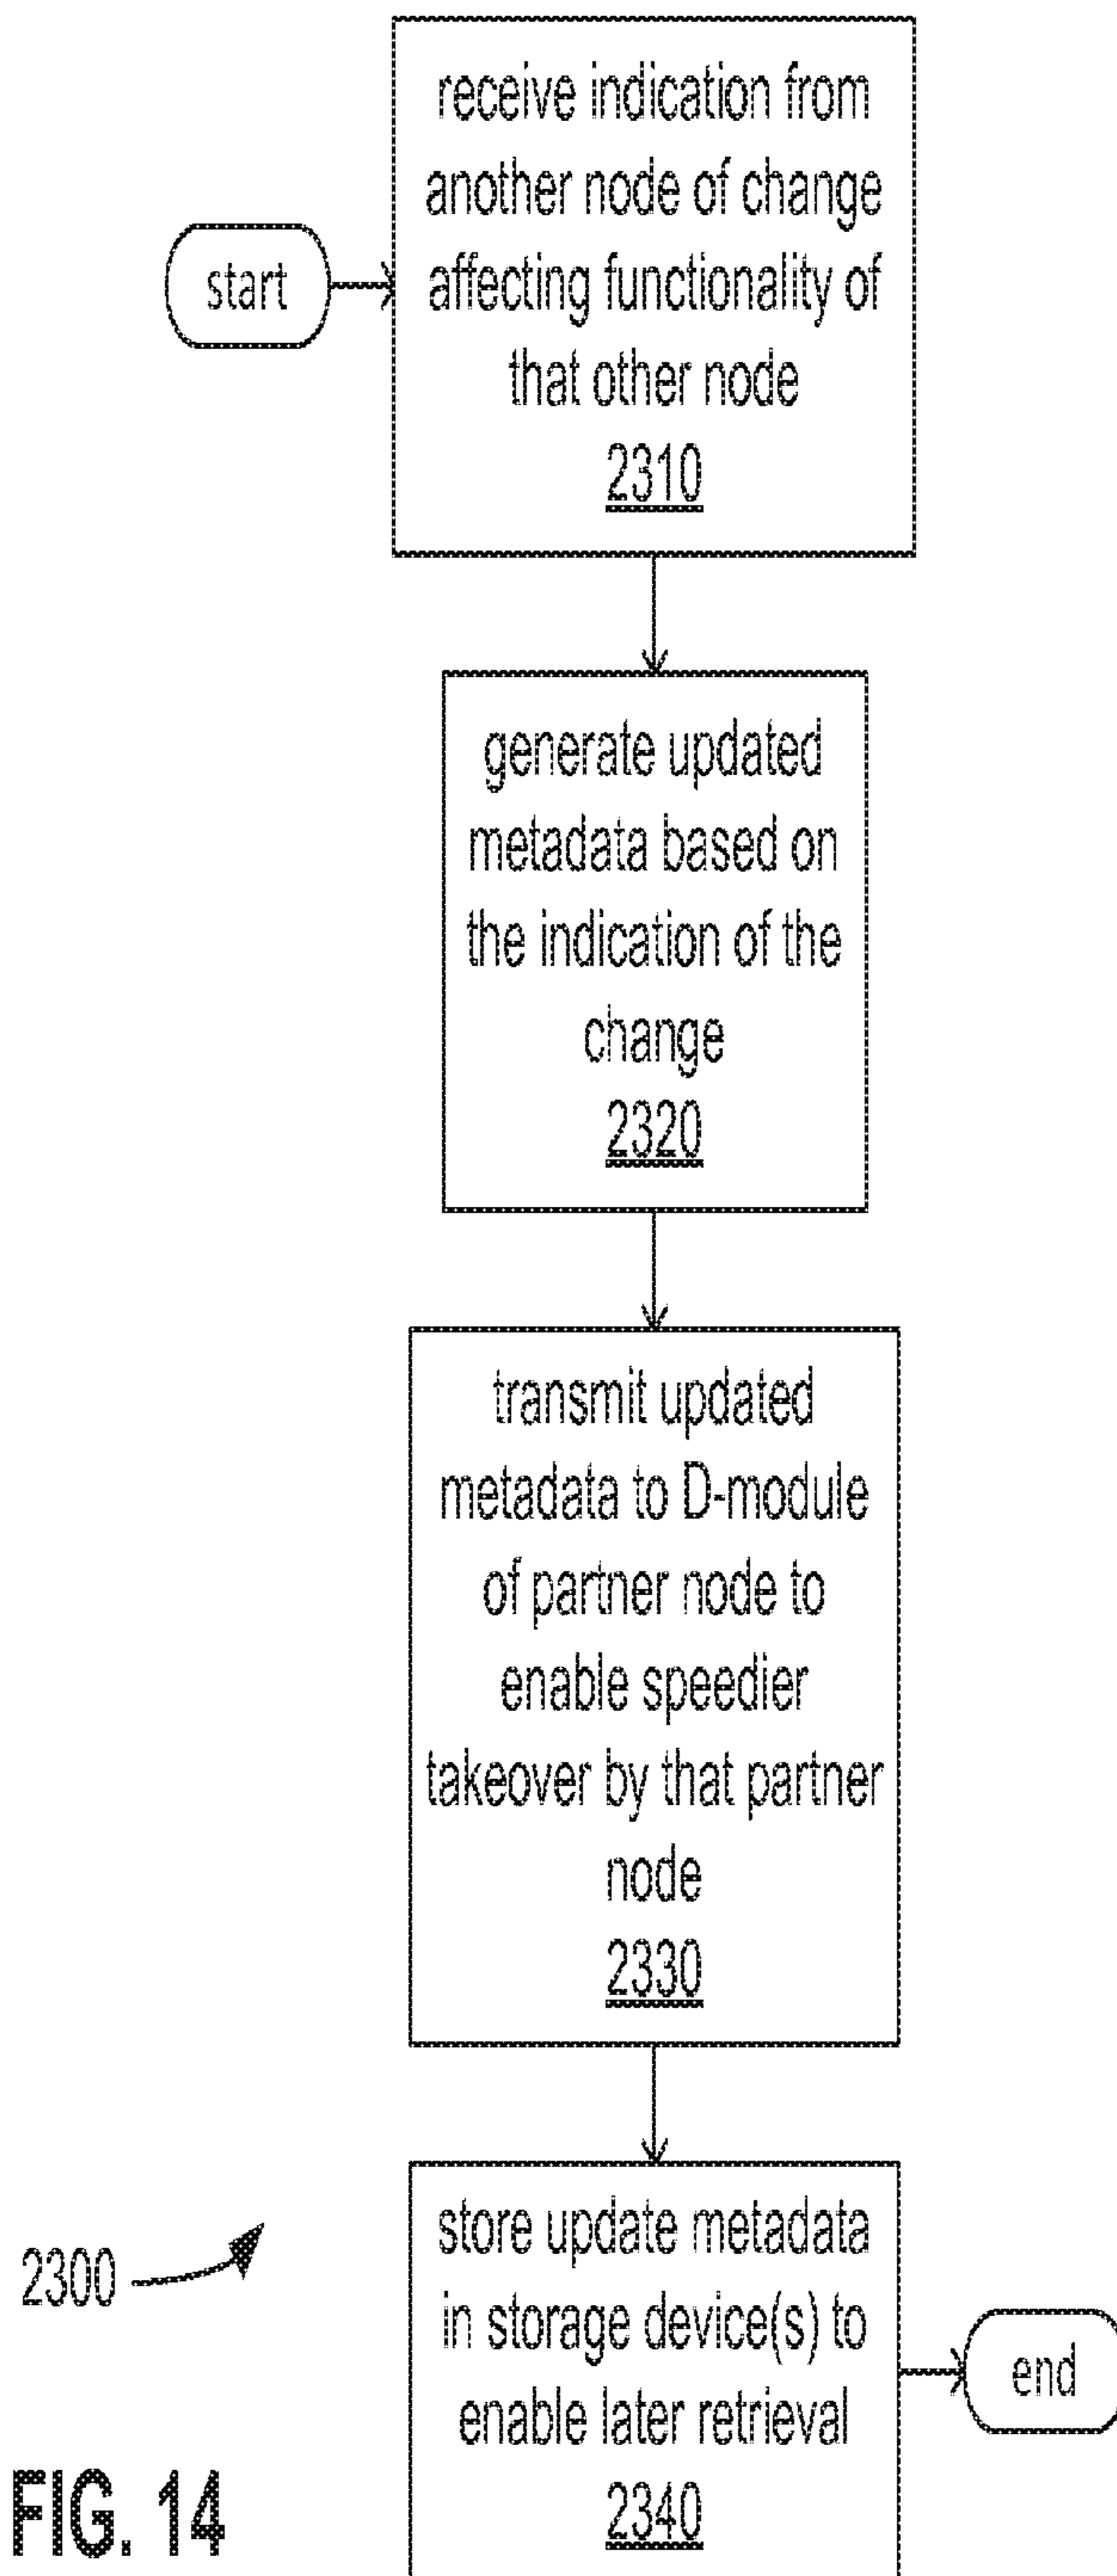 start
receive indication from
another node of change
affecting functionality of
that other node
2310
generate updated
metadata based on
the indication of the
change
2320
transmit updated
metadata to D-module
of partner node to
enable speedier
takeover by that partner
node
2330
store update metadata
in storage device(s) to
enable later retrieval
2340
end
2300
FIG. 14